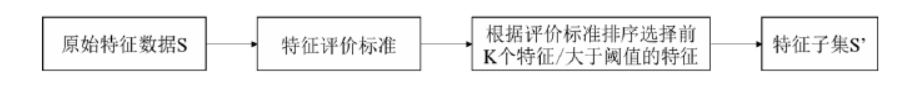 原始特征数据S
特征评价标准
根据评价标准排序选择前
K个特征/大于阈值的特征
特征子集S’